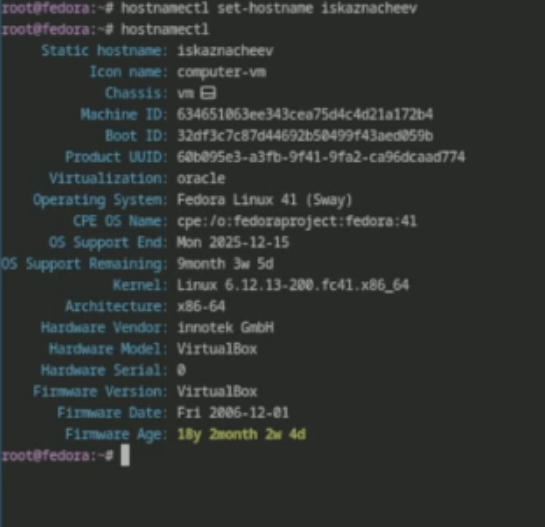 root@fedora:~# hostnamectl set-hostname iskaznacheev
root@fedora:~# hostnamectl
Static hostname: iskaznacheev
Icon name: computer-vm
Chassis: vm
Machine ID: 634651063ee343cea75d4c4d21a172b4
Boot ID: 32df3c7c87d44692b50499f43aed059b
Product UUID: 60b095e3-a3fb-9f41-9fa2-ca96dcaad774
Virtualization: oracle
Operating System: Fedora Linux 41 (Sway)
CPE OS Name: cpe:/o:fedoraproject:fedora:41
OS Support End: Mon 2025-12-15
OS Support Remaining: 9month 3w 5d
Kernel: Linux 6.12.13-200.fc41.x86_64
Architecture: x86-64
Hardware Vendor: innotek GmbH
Hardware Model: VirtualBox
Hardware Serial: 0
Firmware Version: VirtualBox
Firmware Date: Fri 2006-12-01
Firmware Age: 18y 2month 2w 4d
root@fedora:~#